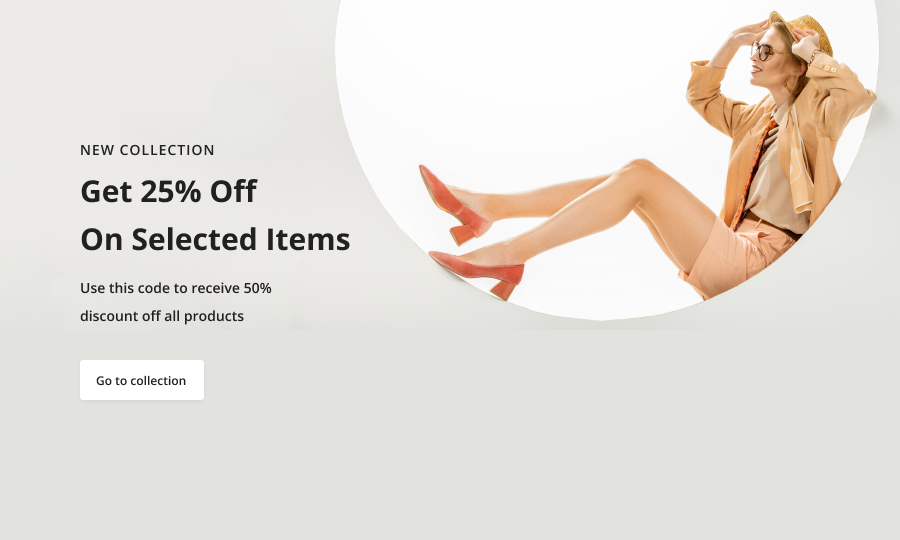 NEW COLLECTION
Get 25% Off
On Selected Items
Use this code to receive 50%
discount off all products
Go to collection